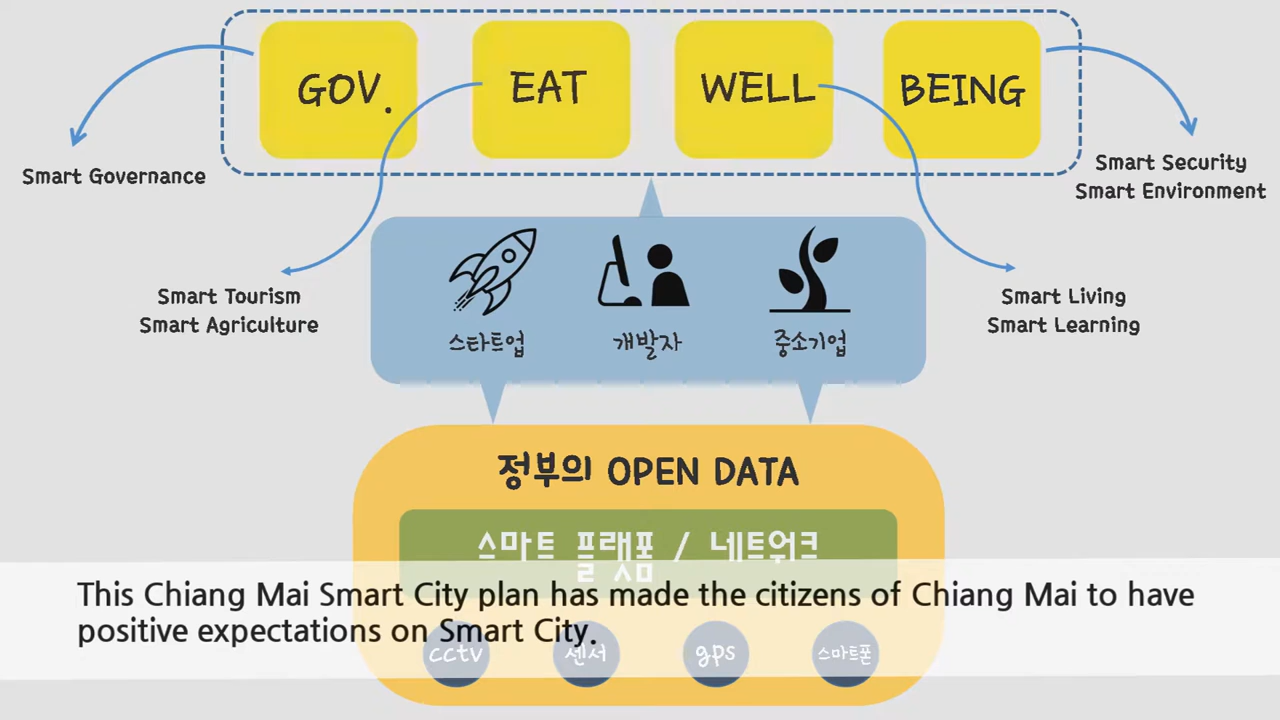 GOV.
EAT
WELL
BEING
Smart Governance
Smart Security
Smart Environment
Smart Tourism
Smart Agriculture
Smart Living
Smart Learning
스타트업
개발자
중소기업
정부의 OPEN DATA
스마트 플랫폼 / 네트워크
This Chiang Mai Smart City plan has made the citizens of Chiang Mai to have
positive expectations on Smart City.
cctv
센서
gps
스마트폰